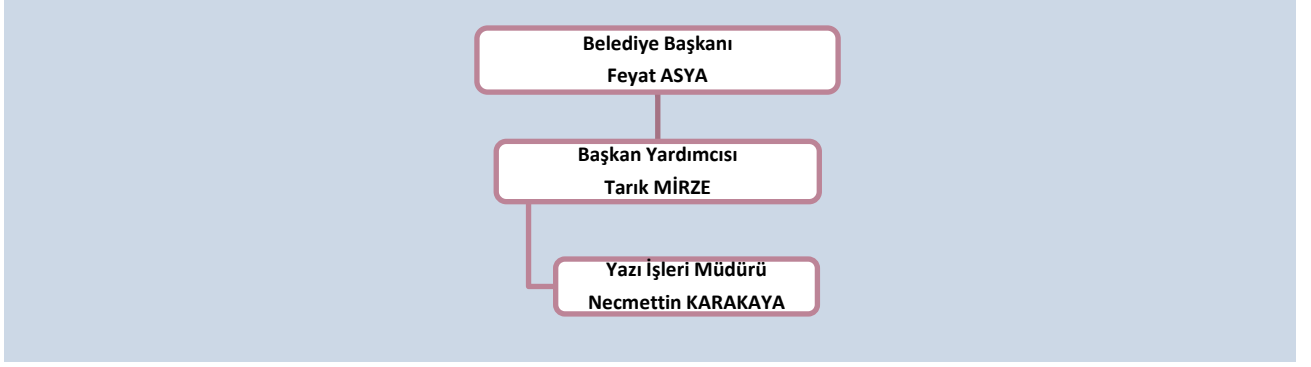 Belediye Başkanı
Feyat ASYA
Başkan Yardımcısı
Tarık MİRZE
Yazı İşleri Müdürü
Necmettin KARAKAYA